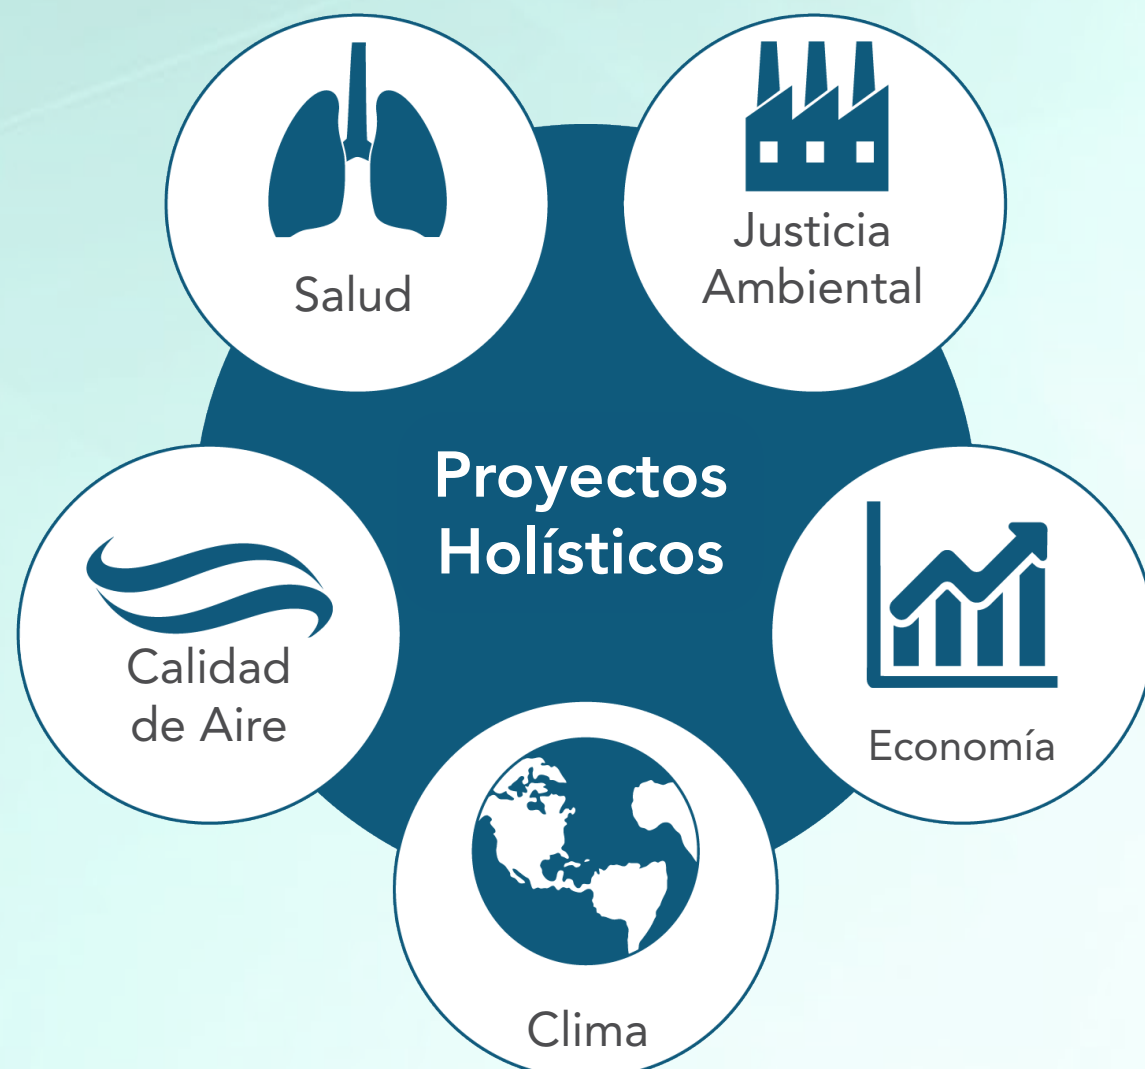 Salud
Justicia
Ambiental
Proyectos
Holísticos
Calidad
de Aire
Economía
Clima